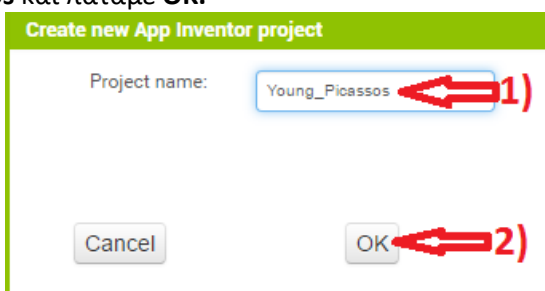 και πατάμε OK.
Create new App Inventor project
Project name:
Young_Picassos
1)
Cancel
OK
2)